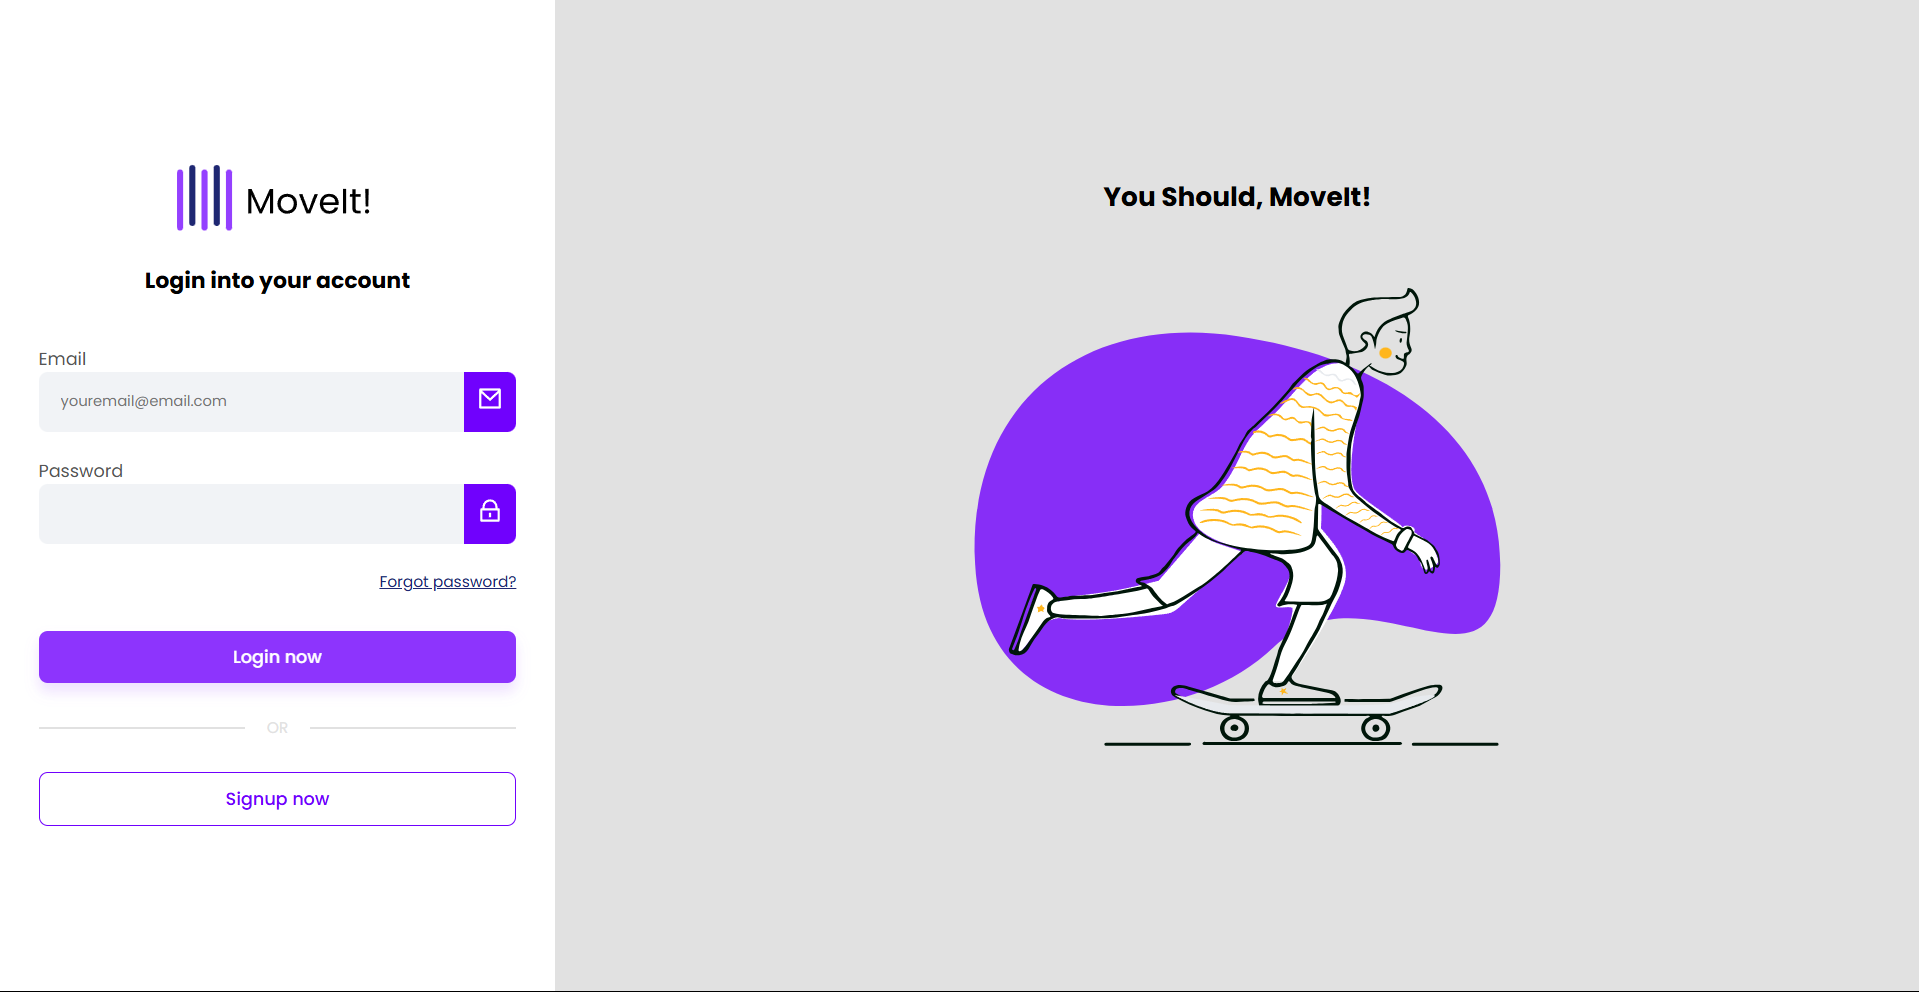 MoveIt!
Login into your account
Email
youremail@email.com
Password
Forgot password?
Login now
OR
Signup now
You Should, MoveIt!